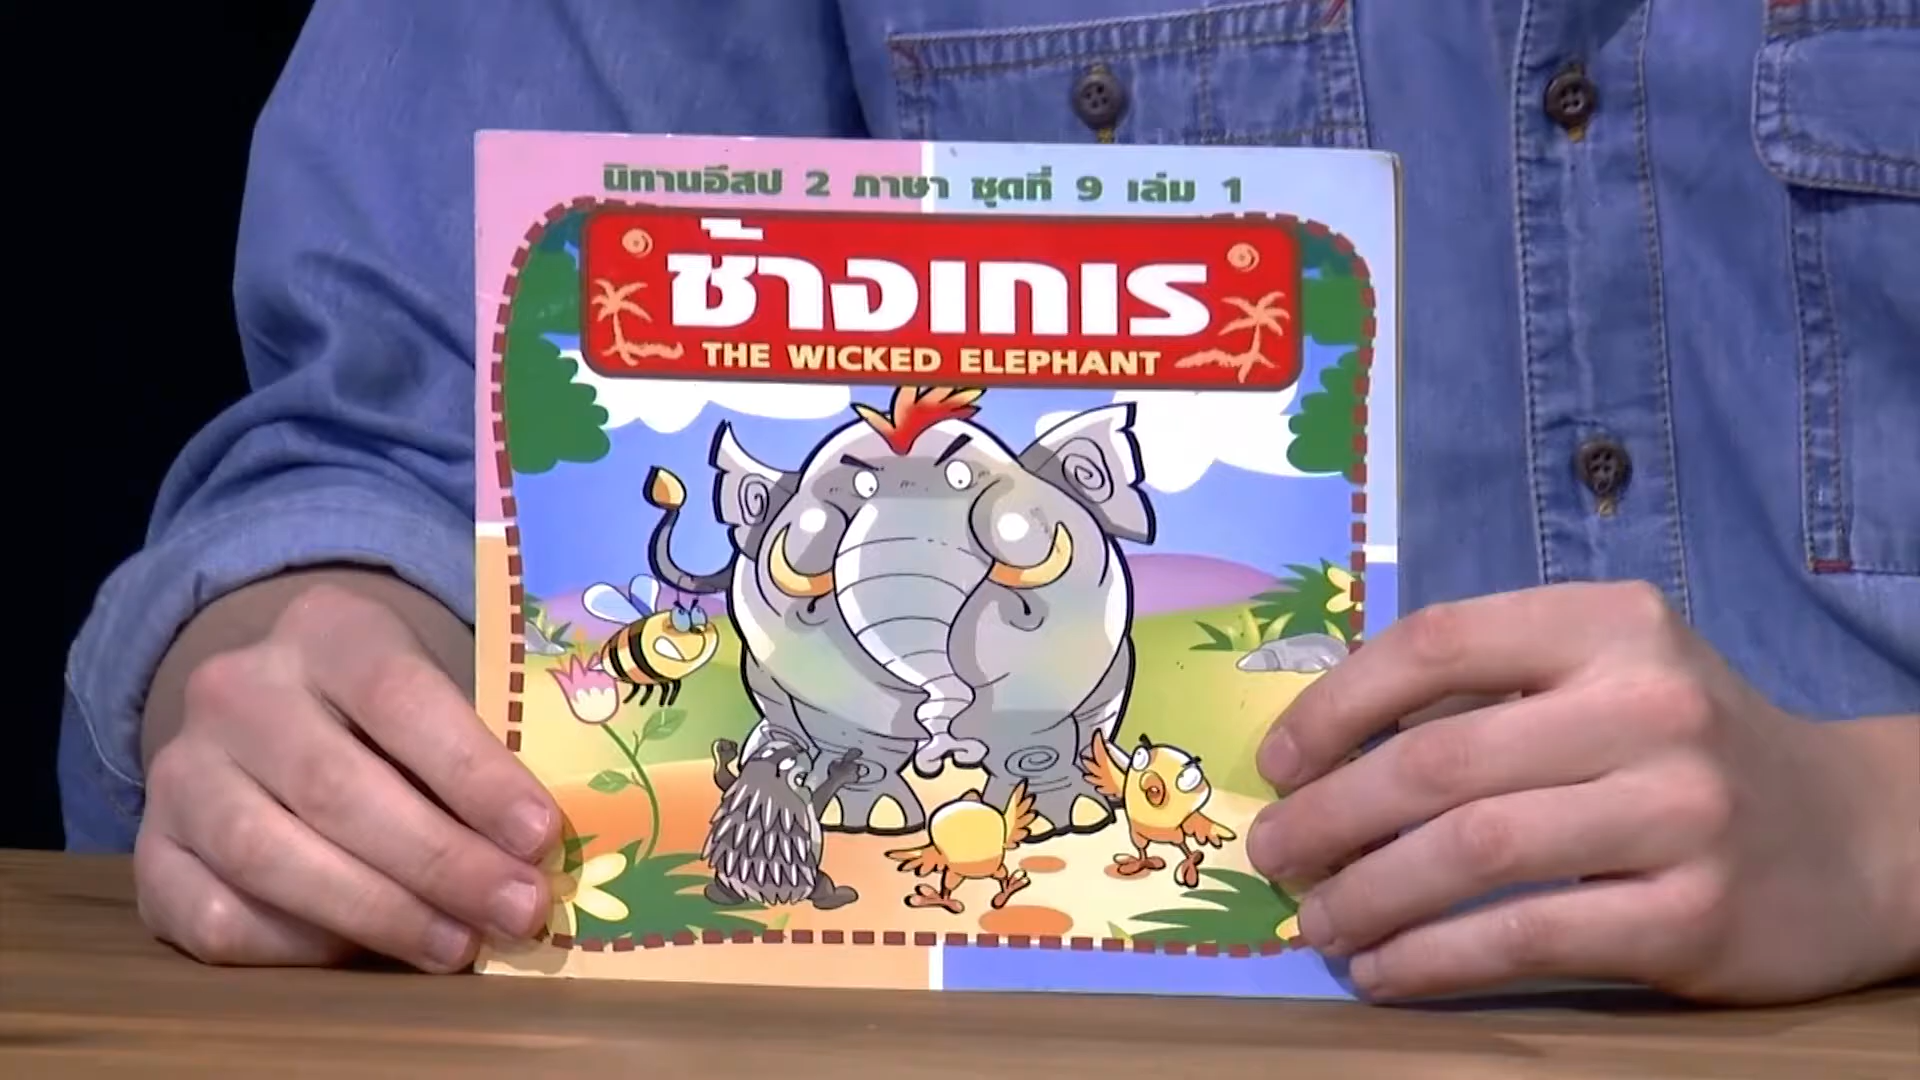 นิทานอีสป 2 ภาษา ชุดที่ 9 เล่ม 1
ช้างเกเร
THE WICKED ELEPHANT